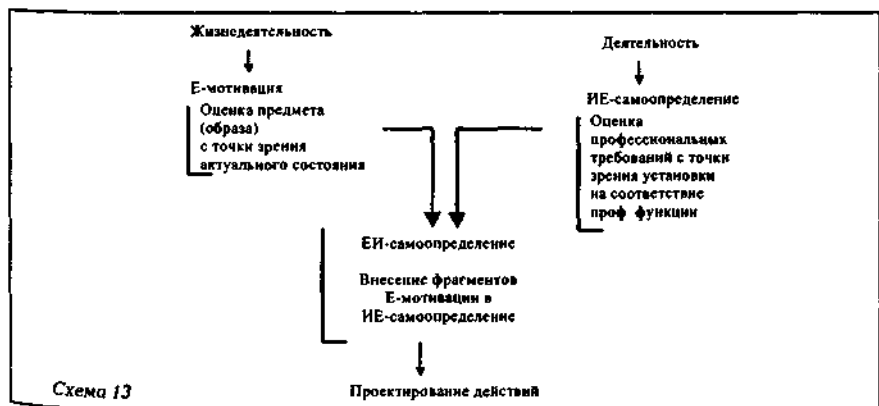 Жизнедеятельность
Е-мотивация
Оценка предмета
(образа)
с точки зрения
актуального состояния
Деятельность
ИЕ-самоопределение
Оценка
профессиональных
требований с точки
зрения установки
на соответствие
проф функции
ЕИ-самоопределение
Внесение фрагментов
Е-мотивации в
ИЕ-самоопределение
Проектирование действий
Схема 13